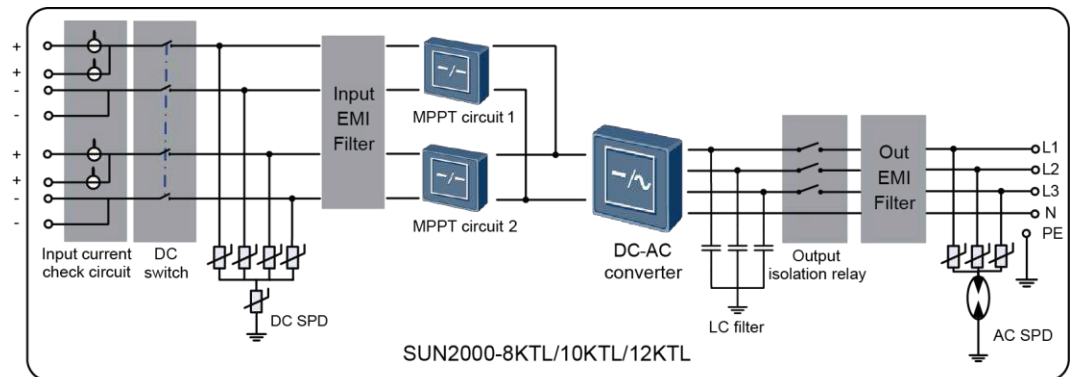 +
+
-
-
+
+
-
-
Input current
check circuit
DC
switch
DC SPD
Input
EMI
Filter
MPPT circuit 1
MPPT circuit 2
DC-AC
converter
LC filter
Output
isolation relay
Out
EMI
Filter
L1
L2
L3
N
PE
AC SPD
SUN2000-8KTL/10KTL/12KTL